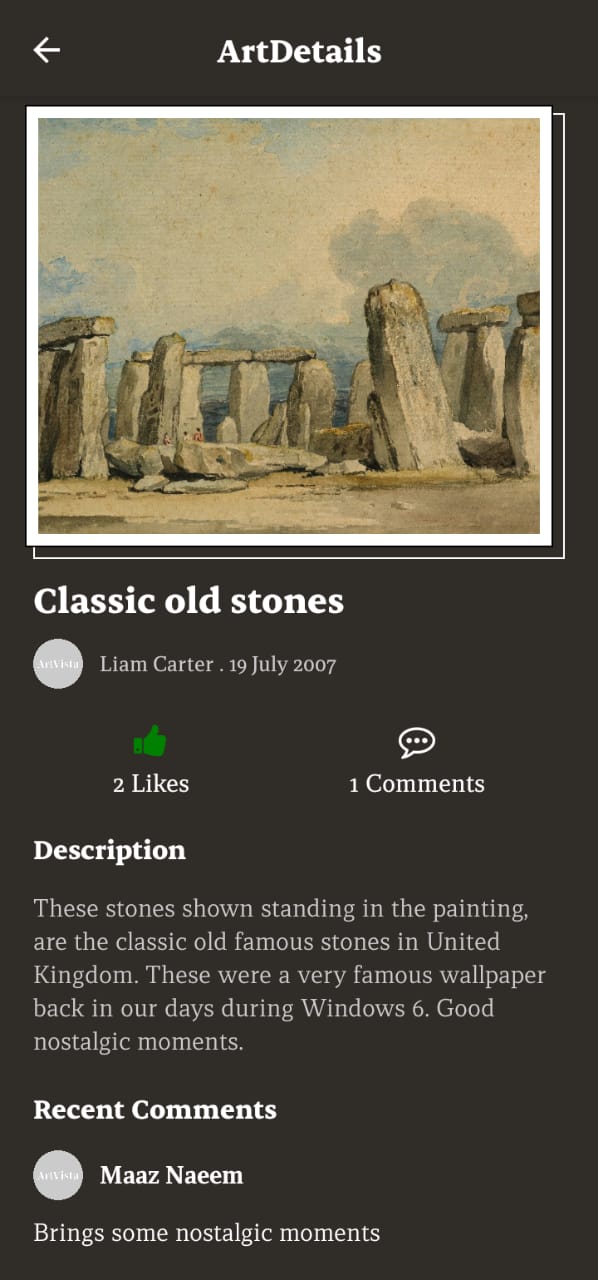 ArtDetails
Classic old stones
ArtVista
Liam Carter . 19 July 2007
2 Likes
1 Comments
Description
These stones shown standing in the painting,
are the classic old famous stones in United
Kingdom. These were a very famous wallpaper
back in our days during Windows 6. Good
nostalgic moments.
Recent Comments
ArtVista
Maaz Naeem
Brings some nostalgic moments